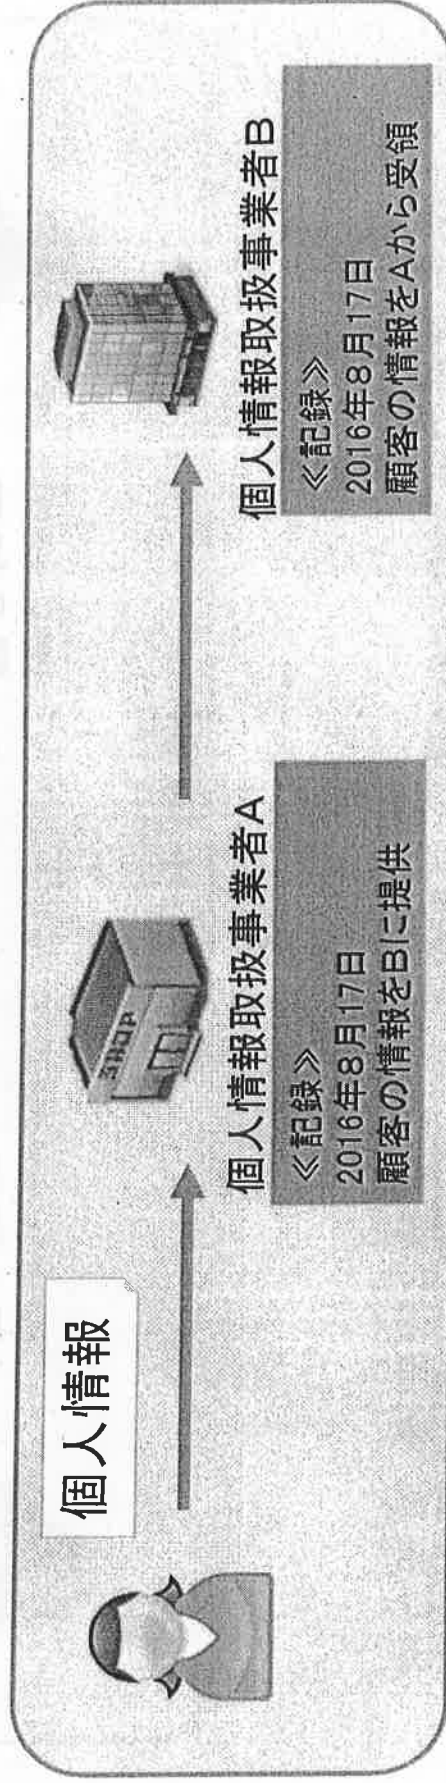 個人情報
SHOP
個人情報取扱事業者A
≪記録≫
2016年8月17日
顧客の情報をBに提供
個人情報取扱事業者B
≪記録≫
2016年8月17日
顧客の情報をAから受領